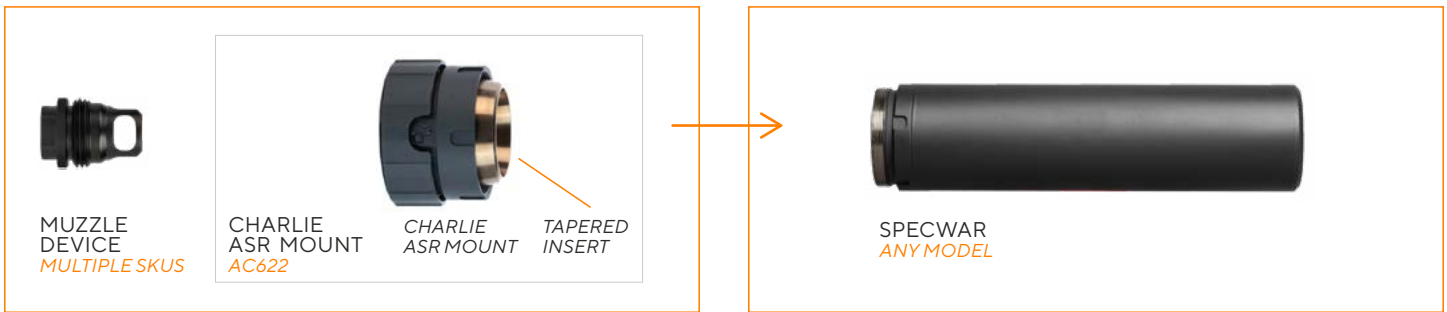 MUZZLE
DEVICE
MULTIPLE SKUS
CHARLIE
ASR MOUNT
AC622
CHARLIE
ASR MOUNT
TAPERED
INSERT
SPECWAR
ANY MODEL